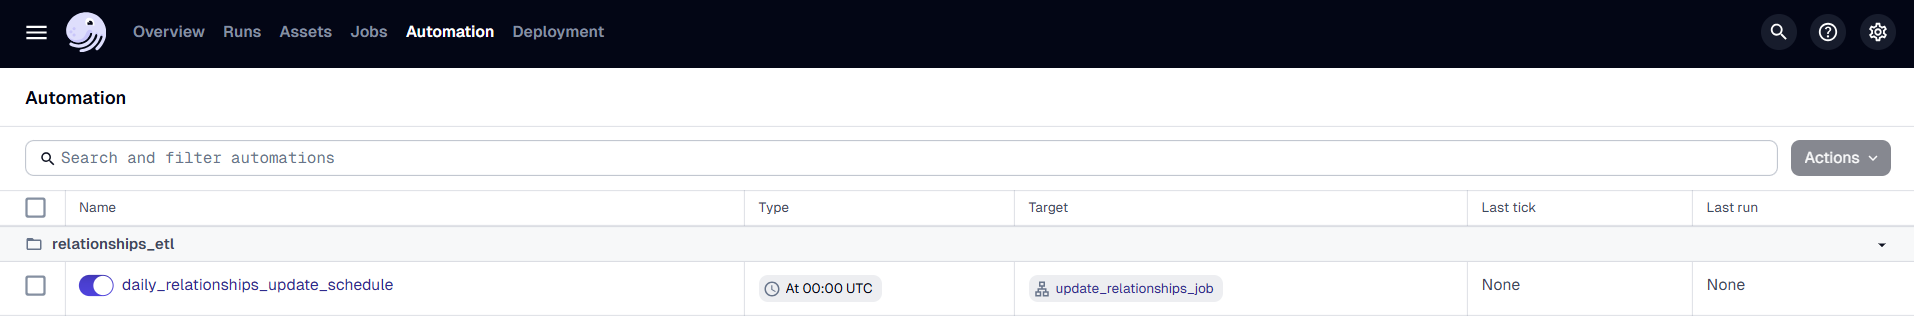 Overview Runs Assets Jobs Automation Deployment
Automation
Search and filter automations
Actions
Name Type Target Last tick Last run
relationships_etl
daily_relationships_update_schedule At 00:00 UTC update_relationships_job None None